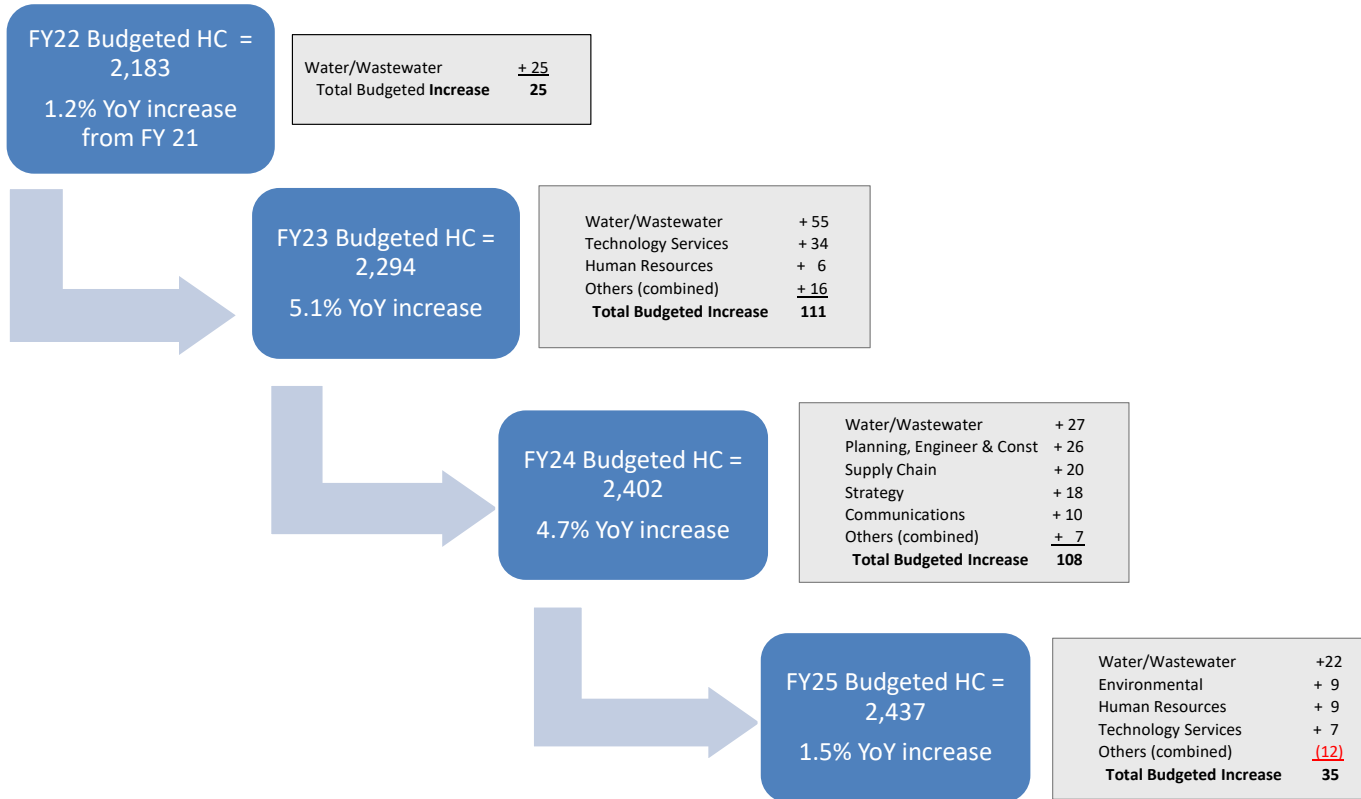 FY22 Budgeted HC =
2,183
1.2% YoY increase
from FY 21
Water/Wastewater + 25
Total Budgeted Increase 25
FY23 Budgeted HC =
2,294
5.1% YoY increase
Water/Wastewater + 55
Technology Services + 34
Human Resources + 6
Others (combined) + 16
Total Budgeted Increase 111
FY24 Budgeted HC =
2,402
4.7% YoY increase
Water/Wastewater + 27
Planning, Engineer & Const + 26
Supply Chain + 20
Strategy + 18
Communications + 10
Others (combined) + 7
Total Budgeted Increase 108
FY25 Budgeted HC =
2,437
1.5% YoY increase
Water/Wastewater +22
Environmental + 9
Human Resources + 9
Technology Services + 7
Others (combined) (12)
Total Budgeted Increase 35